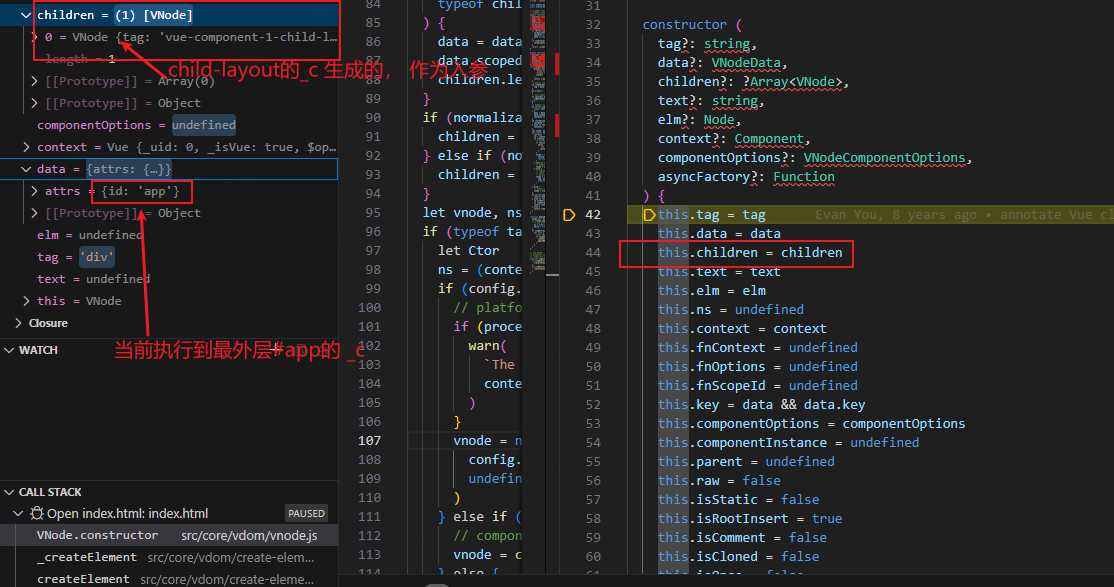 children = (1) [VNode]
0 = VNode {tag: 'vue-component-1-child-l…
length = 1
child-layout的_c 生成的，作为入参
[[Prototype]] = Array(0)
[[Prototype]] = Object
componentOptions = undefined
context = Vue {_uid: 0, _isVue: true, $op…
data = {attrs: {…}}
attrs = {id: 'app'}
[[Prototype]] = Object
elm = undefined
tag = 'div'
text = undefined
this = VNode
Closure
WATCH
当前执行到最外层#app的 _c
CALL STACK
Open index.html: index.html PAUSED
VNode.constructor src/core/vdom/vnode.js
_createElement src/core/vdom/create-elem...
createElement src/core/vdom/create-eleme...
84 typeof chil
85 ) {
86 data = data
87 data.scoped
88 children.le
89 }
90 if (normaliza
91 children =
92 } else if (no
93 children =
94 }
95 let vnode, ns
96 if (typeof ta
97 let Ctor
98 ns = (conte
99 if (config.
100 // platfo
101 if (proce
102 warn(
103 `The
104 conte
105 )
106 }
107 vnode = n
108 config.
109 undefin
110 )
111 } else if (
112 // compon
113 vnode = c
114 } else {
31
32 constructor (
33 tag?: string,
34 data?: VNodeData,
35 children?: ?Array<VNode>,
36 text?: string,
37 elm?: Node,
38 context?: Component,
39 componentOptions?: VNodeComponentOptions,
40 asyncFactory?: Function
41 ) {
42 this.tag = tag Evan You, 8 years ago • annotate Vue cl
43 this.data = data
44 this.children = children
45 this.text = text
46 this.elm = elm
47 this.ns = undefined
48 this.context = context
49 this.fnContext = undefined
50 this.fnOptions = undefined
51 this.fnScopeId = undefined
52 this.key = data && data.key
53 this.componentOptions = componentOptions
54 this.componentInstance = undefined
55 this.parent = undefined
56 this.raw = false
57 this.isStatic = false
58 this.isRootInsert = true
59 this.isComment = false
60 this.isCloned = false
61 this.isOnce = false